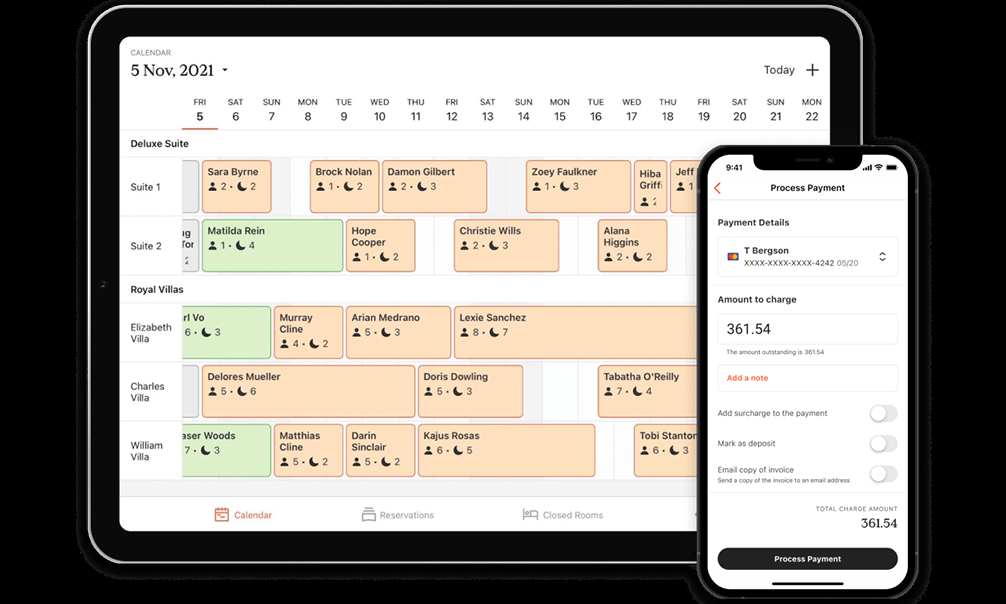 CALENDAR
5 Nov, 2021
Today
FRI SAT SUN MON TUE WED THU FRI SAT SUN MON TUE WED THU FRI SAT SUN MON
5 6 7 8 9 10 11 12 13 14 15 16 17 18 19 20 21 22
Deluxe Suite
Suite 1
Sara Byrne
2 • 2
Brock Nolan
1 • 2
Damon Gilbert
2 • 3
Zoey Faulkner
1 • 3
Hiba
Griffi
2
Jeff
1
Suite 2
ug
Tor
2
Matilda Rein
1 • 4
Hope
Cooper
1 • 2
Christie Wills
2 • 3
Alana
Higgins
2 • 2
Royal Villas
Elizabeth
Villa
rl Vo
6 • 3
Murray
Cline
4 • 2
Arian Medrano
5 • 3
Lexie Sanchez
8 • 7
Charles
Villa
Delores Mueller
5 • 6
Doris Dowling
5 • 3
Tabatha O'Reilly
7 • 4
William
Villa
aser Woods
7 • 3
Matthias
Cline
5 • 2
Darin
Sinclair
5 • 2
Kajus Rosas
6 • 5
Tobi Stanton
6 • 3
Calendar
Reservations
Closed Rooms
9:41
Process Payment
Payment Details
T Bergson
XXXX-XXXX-XXXX-4242 05/20
Amount to charge
361.54
The amount outstanding is 361.54
Add a note
Add surcharge to the payment
Mark as deposit
Email copy of invoice
Send a copy of the invoice to an email address
TOTAL CHARGE AMOUNT
361.54
Process Payment